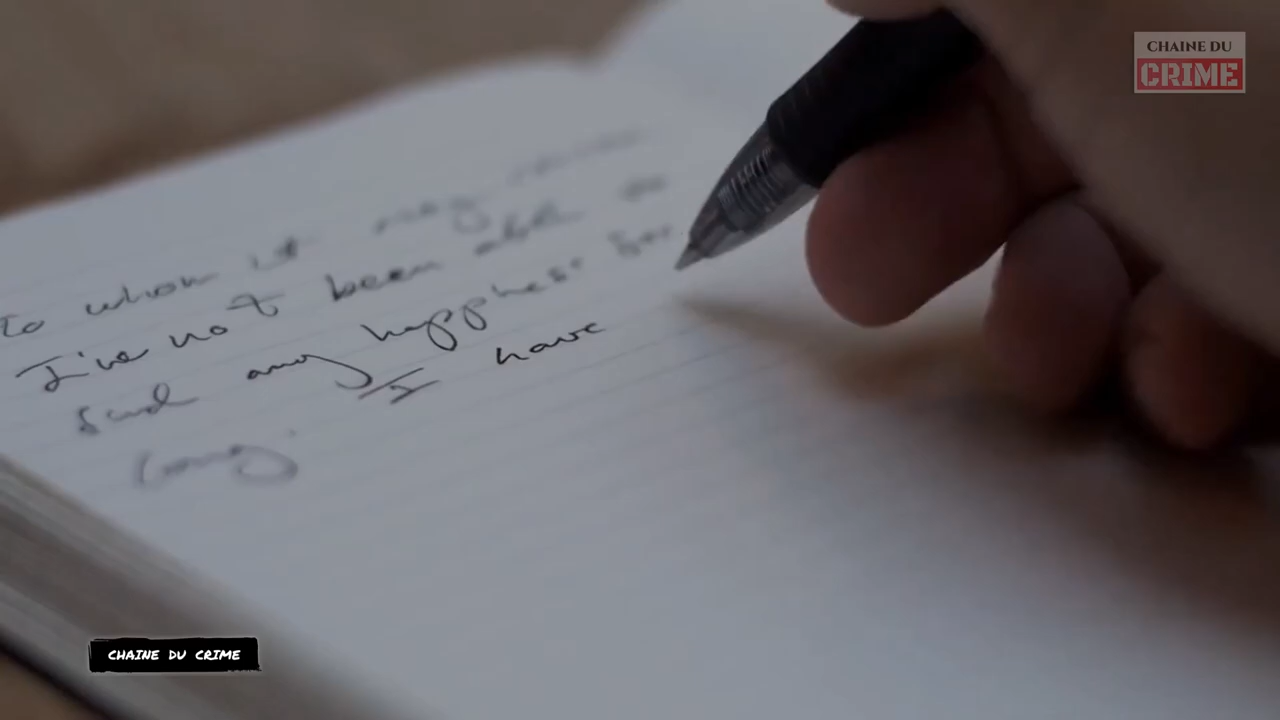 CHAINE DU
CRIME
To whom it may
I've not been able to
find any happiness for
long. I have
CHAINE DU CRIME